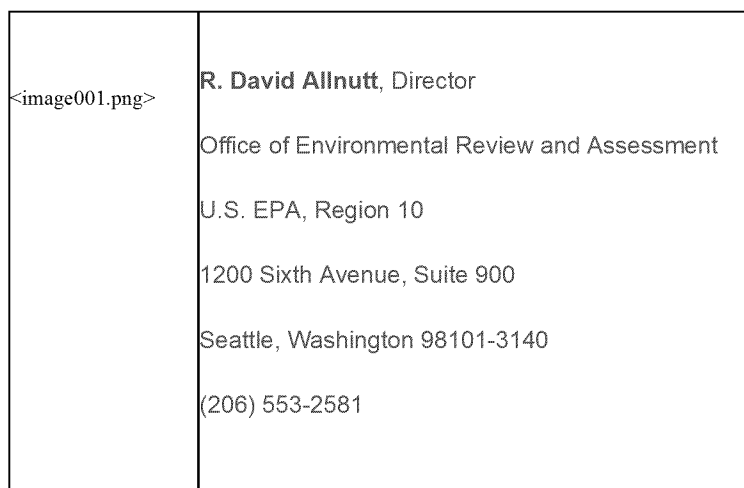 <image001.png>
R. David Allnutt, Director
Office of Environmental Review and Assessment
U.S. EPA, Region 10
1200 Sixth Avenue, Suite 900
Seattle, Washington 98101-3140
(206) 553-2581